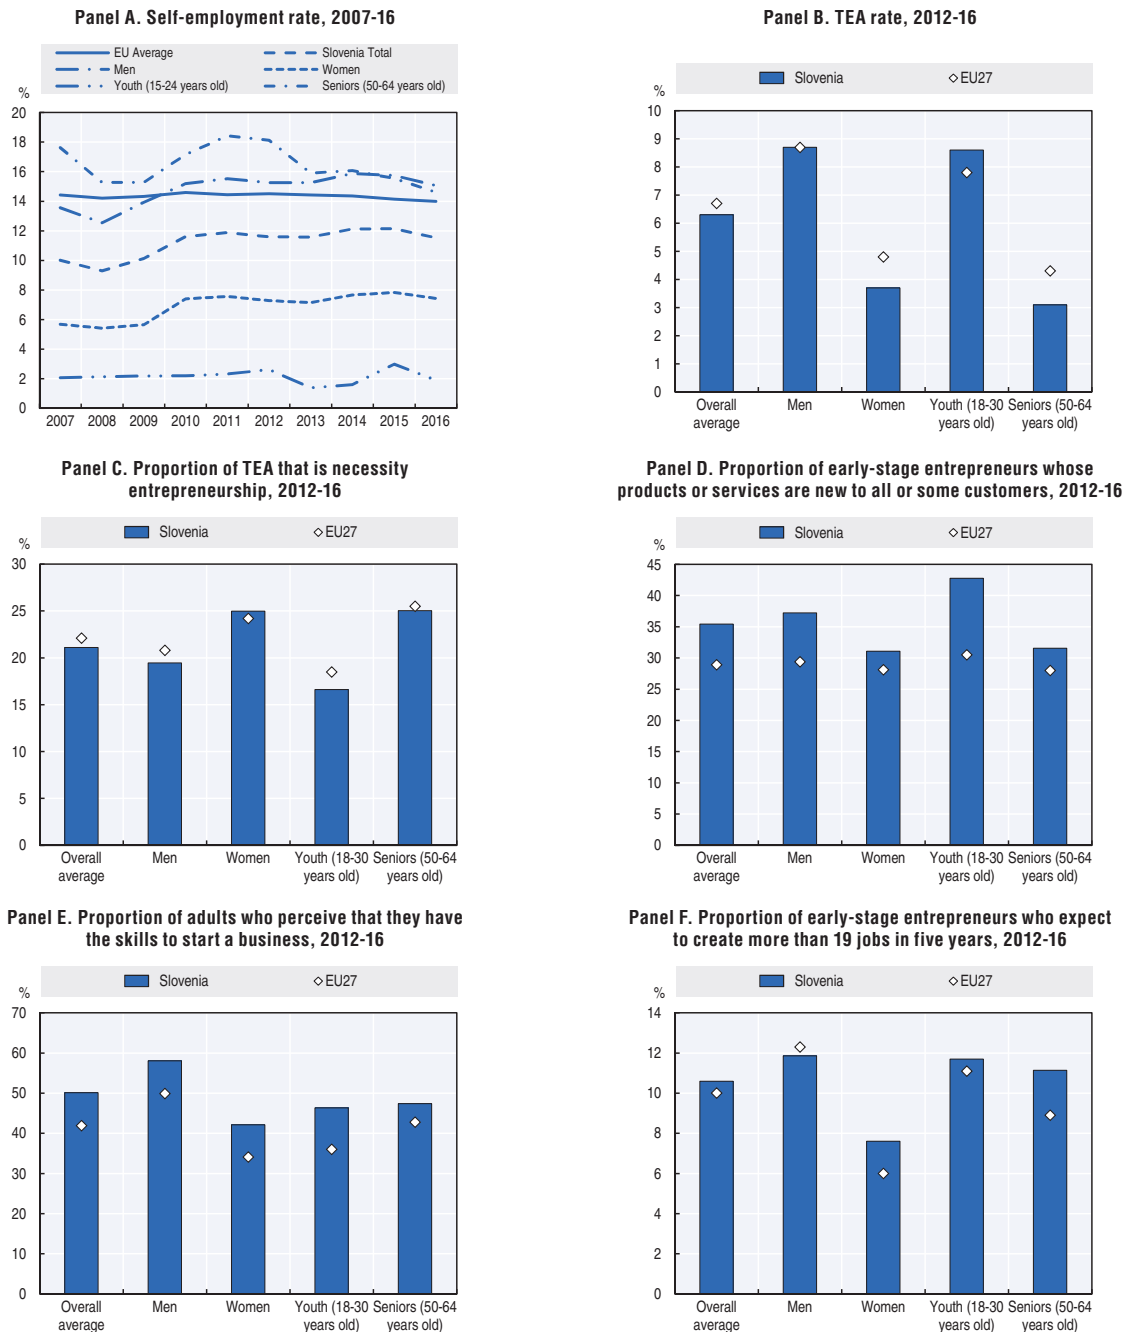 Panel A. Self-employment rate, 2007-16
EU Average
Slovenia Total
Men
Women
Youth (15-24 years old)
Seniors (50-64 years old)
%
20
18
16
14
12
10
8
6
4
2
0
2007 2008 2009 2010 2011 2012 2013 2014 2015 2016
Panel B. TEA rate, 2012-16
Slovenia
EU27
%
10
9
8
7
6
5
4
3
2
1
0
Overall Men Women Youth (18-30 Seniors (50-64
average years old) years old)
Panel C. Proportion of TEA that is necessity
entrepreneurship, 2012-16
Slovenia
EU27
%
30
25
20
15
10
5
0
Overall Men Women Youth (18-30 Seniors (50-64
average years old) years old)
Panel D. Proportion of early-stage entrepreneurs whose
products or services are new to all or some customers, 2012-16
Slovenia
EU27
%
45
40
35
30
25
20
15
10
5
0
Overall Men Women Youth (18-30 Seniors (50-64
average years old) years old)
Panel E. Proportion of adults who perceive that they have
the skills to start a business, 2012-16
Slovenia
EU27
%
70
60
50
40
30
20
10
0
Overall Men Women Youth (18-30 Seniors (50-64
average years old) years old)
Panel F. Proportion of early-stage entrepreneurs who expect
to create more than 19 jobs in five years, 2012-16
Slovenia
EU27
%
14
12
10
8
6
4
2
0
Overall Men Women Youth (18-30 Seniors (50-64
average years old) years old)